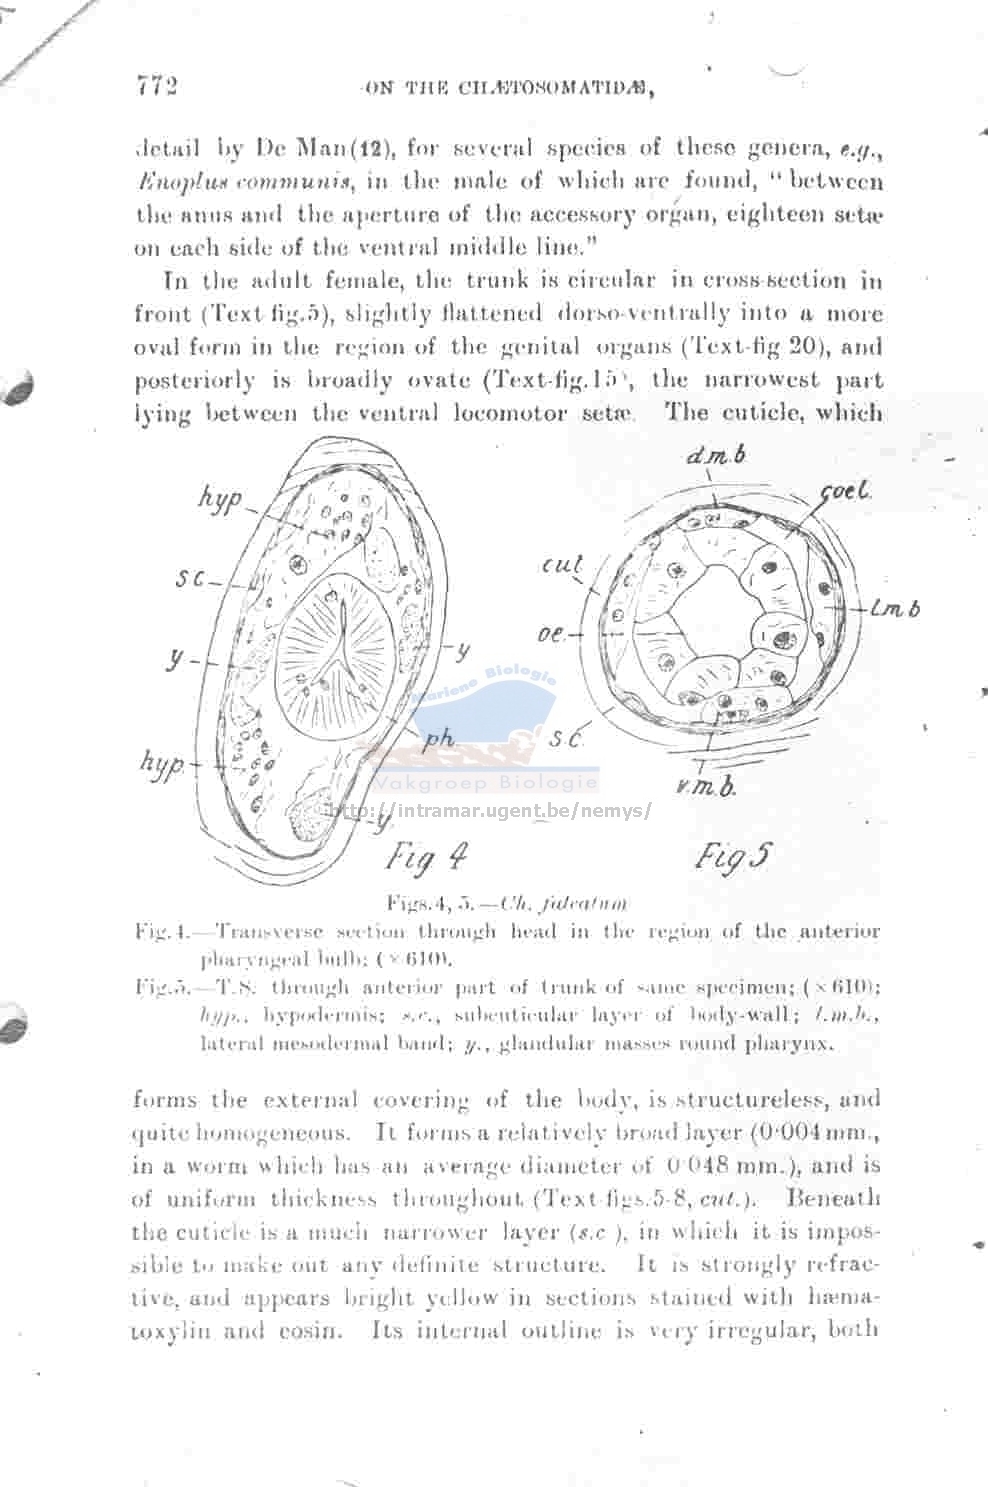 772 ON THE CHÆTOSOMATIDÆ,
detail by De Man(12), for several species of these genera, e.g.,
Enoplus communis, in the male of which are found, "between
the anus and the aperture of the accessory organ, eighteen setæ
on each side of the ventral middle line."
In the adult female, the trunk is circular in cross-section in
front (Text fig.5), slightly flattened dorso-ventrally into a more
oval form in the region of the genital organs (Text-fig 20), and
posteriorly is broadly ovate (Text-fig.15), the narrowest part
lying between the ventral locomotor setæ. The cuticle, which
d.m.b
hyp
coel.
cut
s.c.
l.m.b
oe.
y
y
Mariene Biologie
ph.
s.c.
hyp.
Vakgroep Biologie
v.m.b.
http://intramar.ugent.be/nemys/
y.
Fig 4
Fig 5
Figs.4, 5.—Ch. falcatum
Fig.4.—Transverse section through head in the region of the anterior
pharyngeal bulb; (×610).
Fig.5.—T.S. through anterior part of trunk of same specimen; (×610);
hyp., hypodermis; s.c., subcuticular layer of body-wall; l.m.b.,
lateral mesodermal band; y., glandular masses round pharynx.
forms the external covering of the body, is structureless, and
quite homogeneous. It forms a relatively broad layer (0·004 mm.,
in a worm which has an average diameter of 0·048 mm.), and is
of uniform thickness throughout (Text figs.5-8, cut.). Beneath
the cuticle is a much narrower layer (s.c ), in which it is impos-
sible to make out any definite structure. It is strongly refrac-
tive, and appears bright yellow in sections stained with hæma-
toxylin and eosin. Its internal outline is very irregular, both